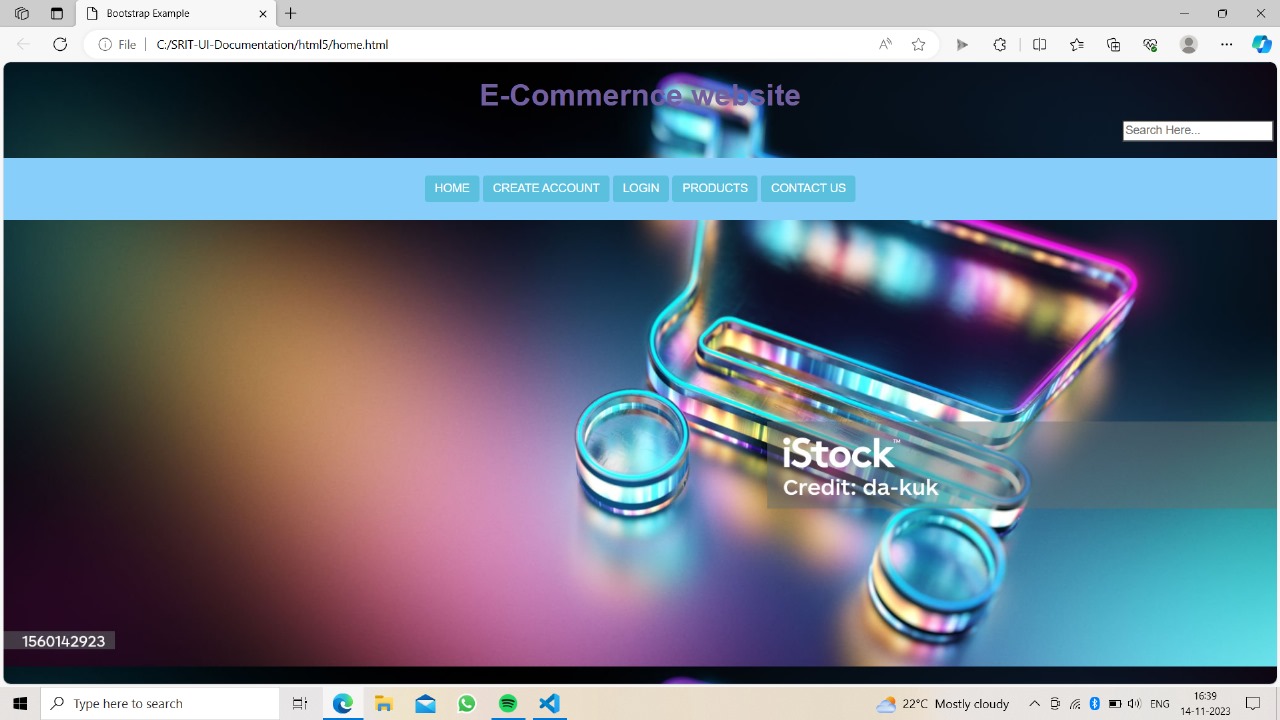 Bootstrap Example
File
C:/SRIT-UI-Documentation/html5/home.html
E-Commernce website
Search Here...
HOME
CREATE ACCOUNT
LOGIN
PRODUCTS
CONTACT US
iStock™
Credit: da-kuk
1560142923
Type here to search
22°C Mostly cloudy
ENG
16:39
14-11-2023